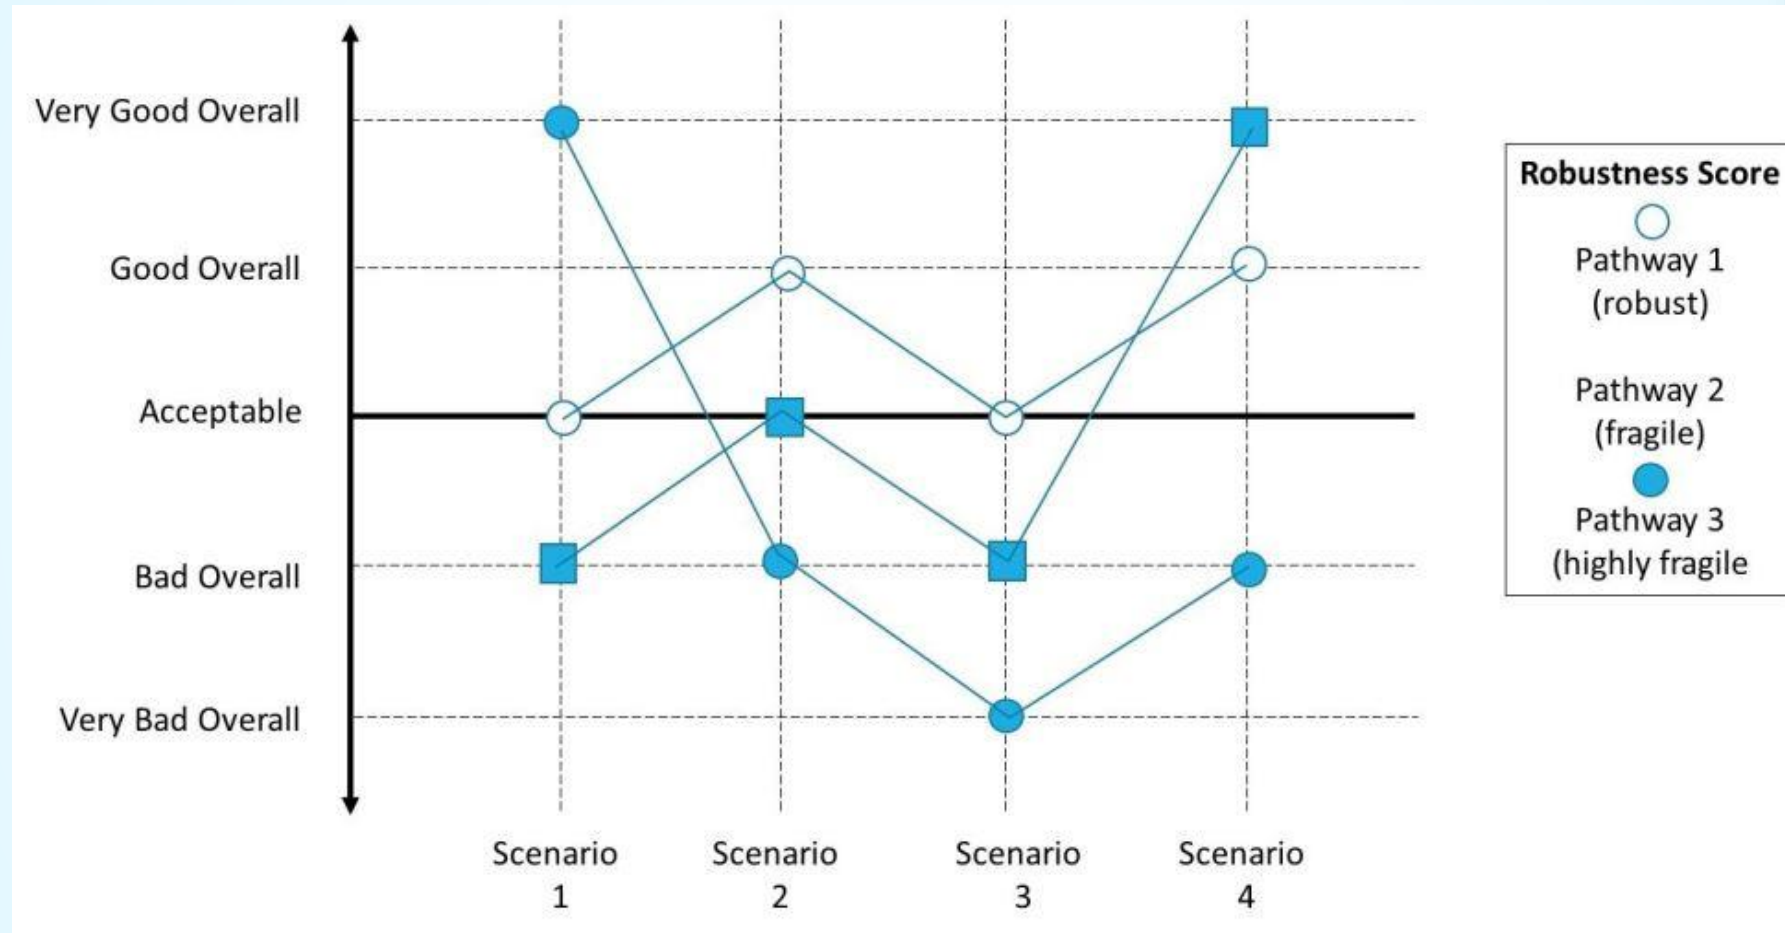 Very Good Overall
Good Overall
Acceptable
Bad Overall
Very Bad Overall
Scenario
1
Scenario
2
Scenario
3
Scenario
4
Robustness Score
Pathway 1
(robust)
Pathway 2
(fragile)
Pathway 3
(highly fragile